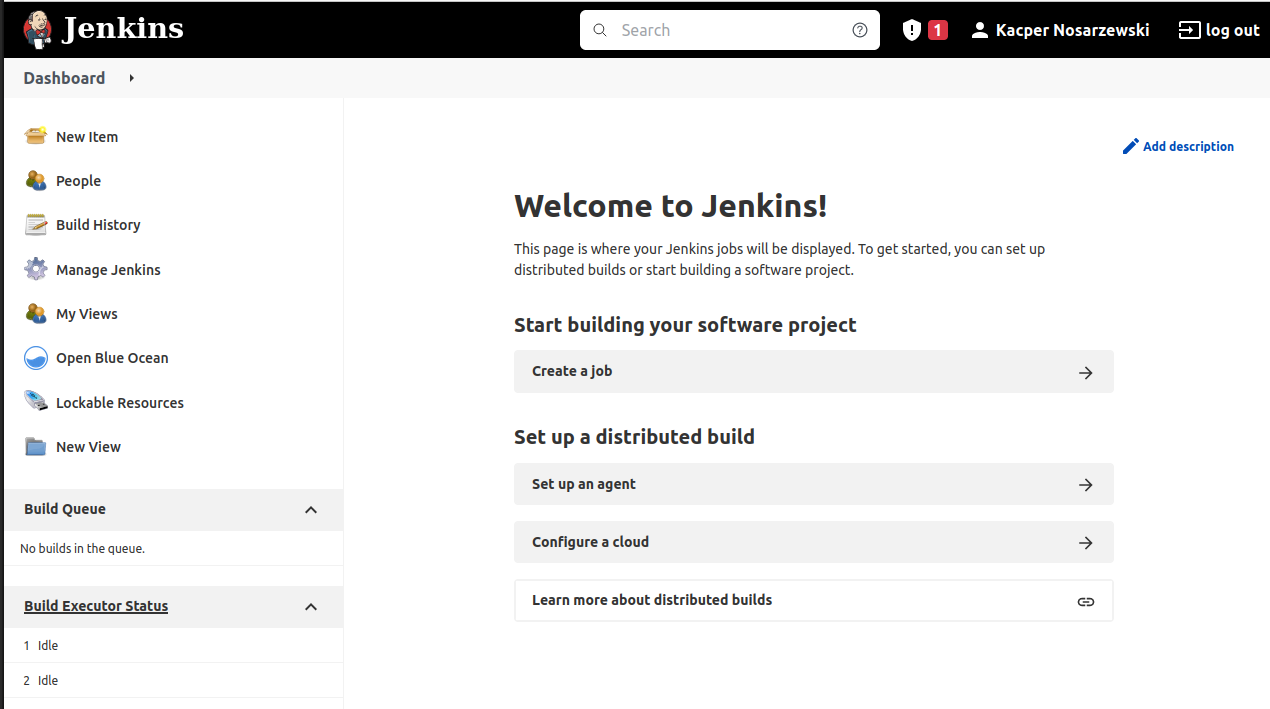 Jenkins
Search
1
Kacper Nosarzewski
log out
Dashboard
New Item
People
Build History
Manage Jenkins
My Views
Open Blue Ocean
Lockable Resources
New View
Build Queue
No builds in the queue.
Build Executor Status
1 Idle
2 Idle
Add description
Welcome to Jenkins!
This page is where your Jenkins jobs will be displayed. To get started, you can set up
distributed builds or start building a software project.
Start building your software project
Create a job
Set up a distributed build
Set up an agent
Configure a cloud
Learn more about distributed builds